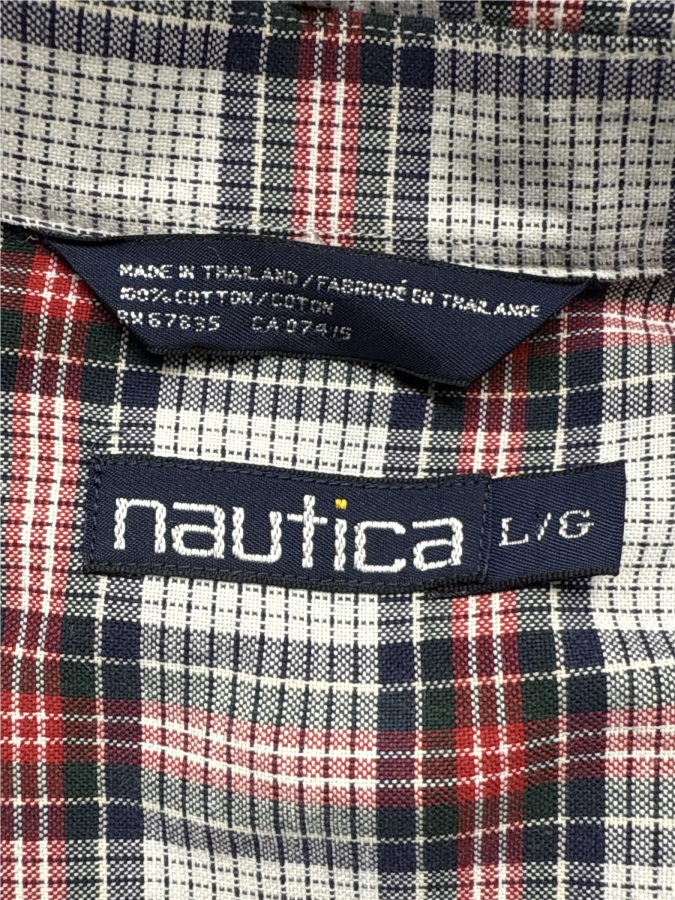 MADE IN THAILAND / FABRIQUÉ EN THAILANDE
100% COTTON / COTON
RN 67835 CA 07415
nautica L/G